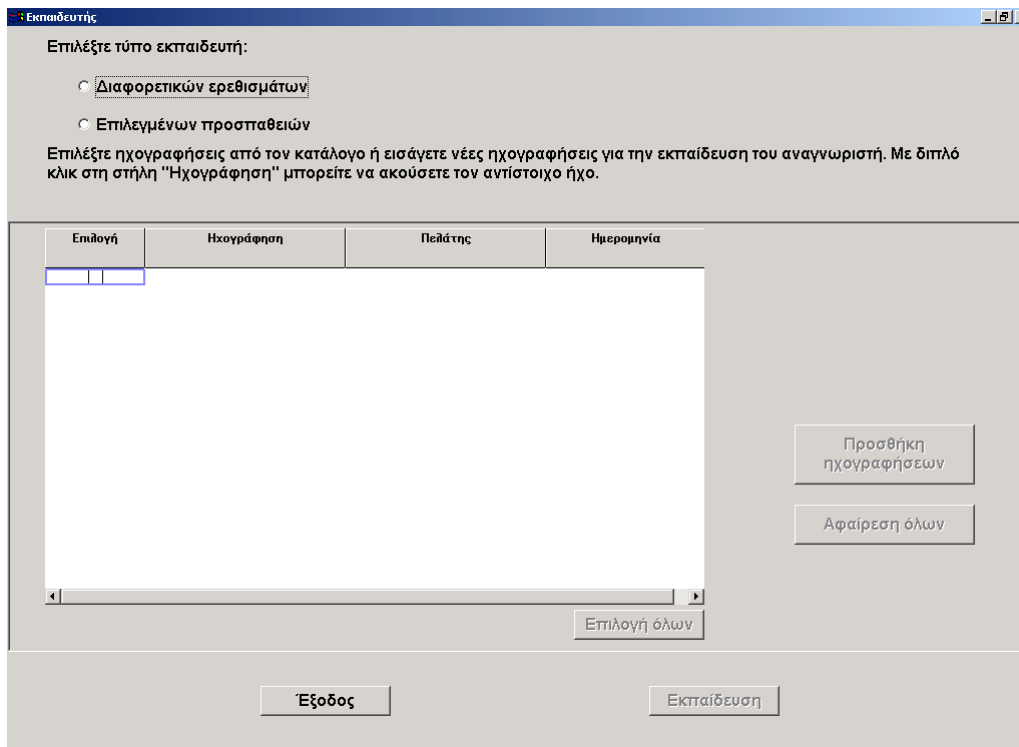 Εκπαιδευτής
Επιλέξτε τύπο εκπαιδευτή:
Διαφορετικών ερεθισμάτων
Επιλεγμένων προσπαθειών
Επιλέξτε ηχογραφήσεις από τον κατάλογο ή εισάγετε νέες ηχογραφήσεις για την εκπαίδευση του αναγνωριστή. Με διπλό
κλικ στη στήλη "Ηχογράφηση" μπορείτε να ακούσετε τον αντίστοιχο ήχο.
Επιλογή Ηχογράφηση Πελάτης Ημερομηνία
Προσθήκη
ηχογραφήσεων
Αφαίρεση όλων
Επιλογή όλων
Έξοδος Εκπαίδευση